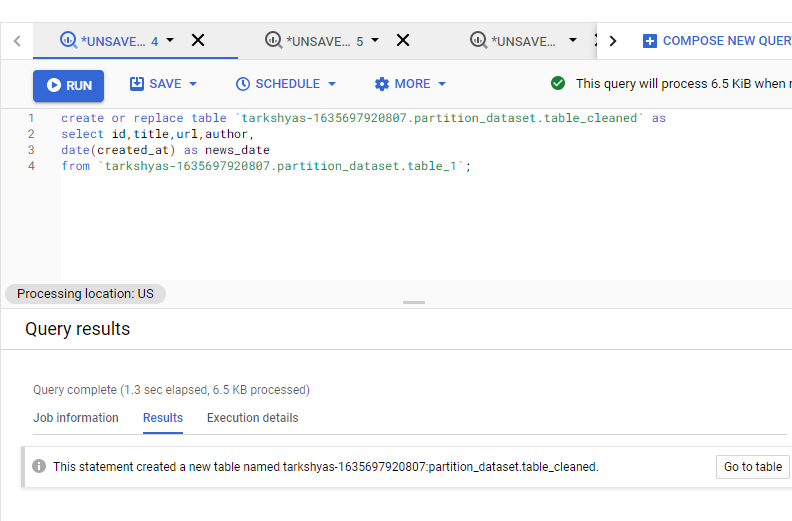 *UNSAVE... 4 *UNSAVE... 5 *UNSAVE... COMPOSE NEW QUER
RUN SAVE SCHEDULE MORE This query will process 6.5 KiB when
1 create or replace table `tarkshyas-1635697920807.partition_dataset.table_cleaned` as
2 select id,title,url,author,
3 date(created_at) as news_date
4 from `tarkshyas-1635697920807.partition_dataset.table_1`;
Processing location: US
Query results
Query complete (1.3 sec elapsed, 6.5 KB processed)
Job information Results Execution details
This statement created a new table named tarkshyas-1635697920807:partition_dataset.table_cleaned. Go to table